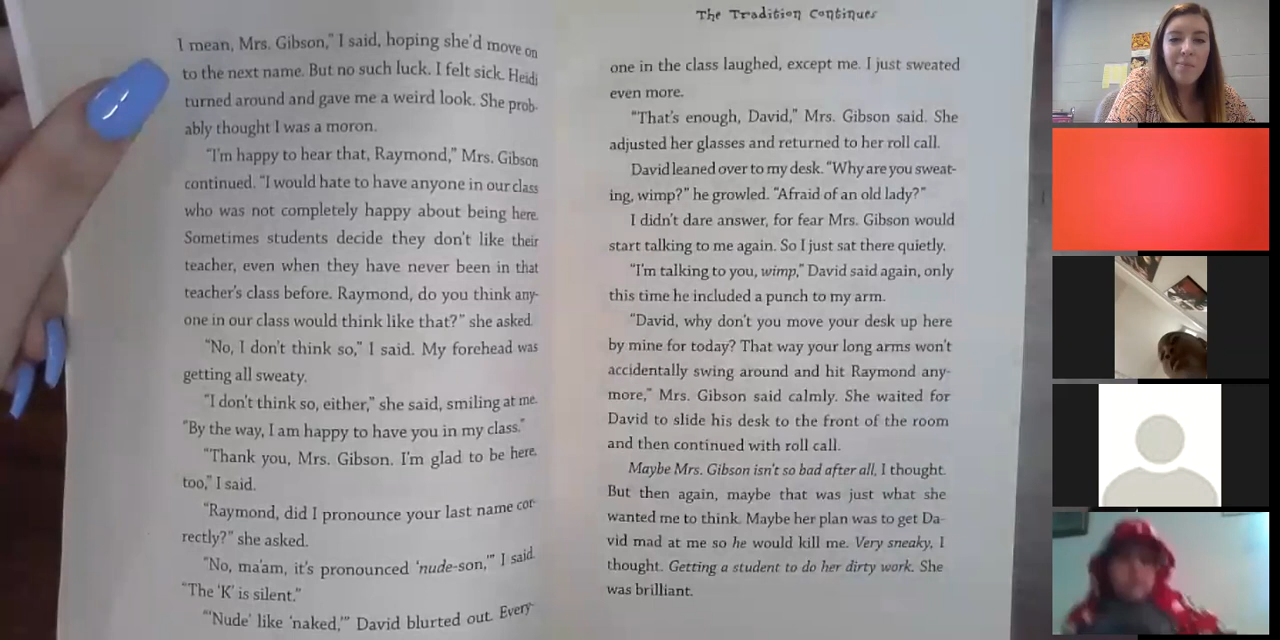 I mean, Mrs. Gibson," I said, hoping she'd move on
to the next name. But no such luck. I felt sick. Heidi
turned around and gave me a weird look. She prob-
ably thought I was a moron.
"I'm happy to hear that, Raymond," Mrs. Gibson
continued. "I would hate to have anyone in our class
who was not completely happy about being here.
Sometimes students decide they don't like their
teacher, even when they have never been in that
teacher's class before. Raymond, do you think any-
one in our class would think like that?" she asked.
"No, I don't think so," I said. My forehead was
getting all sweaty.
"I don't think so, either," she said, smiling at me.
"By the way, I am happy to have you in my class."
"Thank you, Mrs. Gibson. I'm glad to be here,
too," I said.
"Raymond, did I pronounce your last name cor-
rectly?" she asked.
"No, ma'am, it's pronounced 'nude-son,'" I said.
"The 'K' is silent."
"'Nude' like 'naked,'" David blurted out. Every-
The Tradition Continues
one in the class laughed, except me. I just sweated
even more.
"That's enough, David," Mrs. Gibson said. She
adjusted her glasses and returned to her roll call.
David leaned over to my desk. "Why are you sweat-
ing, wimp?" he growled. "Afraid of an old lady?"
I didn't dare answer, for fear Mrs. Gibson would
start talking to me again. So I just sat there quietly.
"I'm talking to you, wimp," David said again, only
this time he included a punch to my arm.
"David, why don't you move your desk up here
by mine for today? That way your long arms won't
accidentally swing around and hit Raymond any-
more," Mrs. Gibson said calmly. She waited for
David to slide his desk to the front of the room
and then continued with roll call.
Maybe Mrs. Gibson isn't so bad after all, I thought.
But then again, maybe that was just what she
wanted me to think. Maybe her plan was to get Da-
vid mad at me so he would kill me. Very sneaky, I
thought. Getting a student to do her dirty work. She
was brilliant.